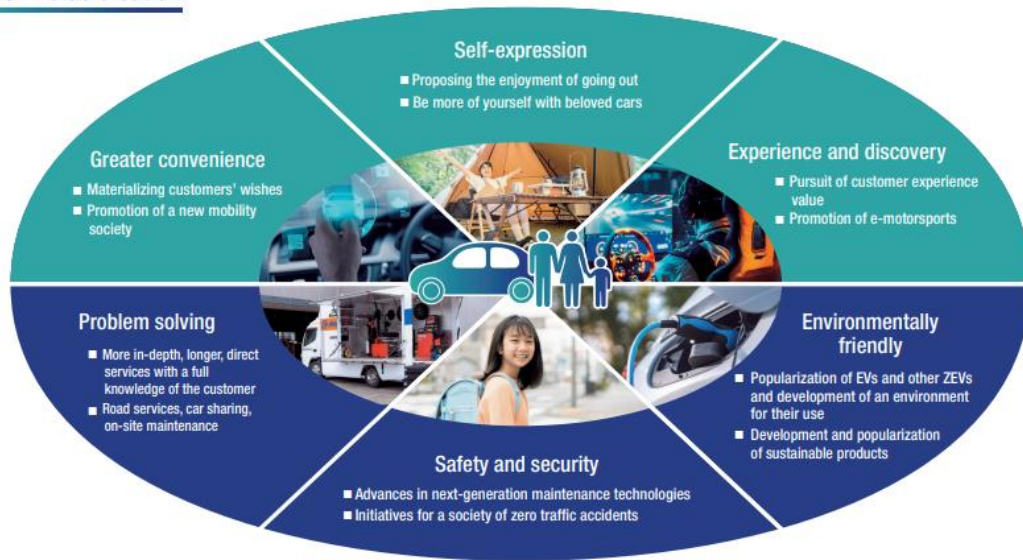 Self-expression
■ Proposing the enjoyment of going out
■ Be more of yourself with beloved cars
Greater convenience
■ Materializing customers' wishes
■ Promotion of a new mobility
society
Experience and discovery
■ Pursuit of customer experience
value
■ Promotion of e-motorsports
Problem solving
■ More in-depth, longer, direct
services with a full
knowledge of the customer
■ Road services, car sharing,
on-site maintenance
Environmentally
friendly
■ Popularization of EVs and other ZEVs
and development of an environment
for their use
■ Development and popularization
of sustainable products
Safety and security
■ Advances in next-generation maintenance technologies
■ Initiatives for a society of zero traffic accidents